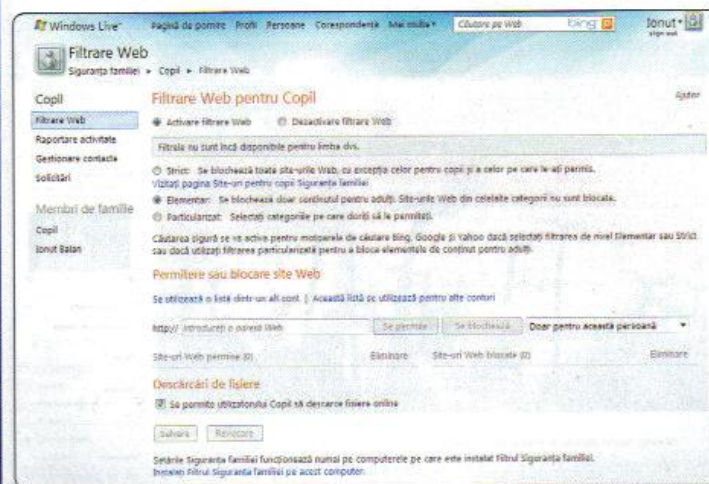 Windows Live™ Pagină de pornire Profil Persoane Corespondență Mai multe Căutare pe Web bing Ionut
sign out
Filtrare Web
Siguranța familiei ▸ Copil ▸ Filtrare Web
Copil
Filtrare Web
Raportare activitate
Gestionare contacte
Solicitări
Membri de familie
Copil
Ionut Balan
Filtrare Web pentru Copil
Ajutor
Activare filtrare Web Dezactivare filtrare Web
Filtrele nu sunt încă disponibile pentru limba dvs.
Strict: Se blochează toate site-urile Web, cu excepția celor pentru copii și a celor pe care le-ați permis.
Vizitați pagina Site-uri pentru copii Siguranța familiei
Elementar: Se blochează doar conținutul pentru adulți. Site-urile Web din celelalte categorii nu sunt blocate.
Particularizat: Selectați categoriile pe care doriți să le permiteți.
Căutarea sigură se va activa pentru motoarele de căutare Bing, Google și Yahoo dacă selectați filtrarea de nivel Elementar sau Strict
sau dacă utilizați filtrarea particularizată pentru a bloca elementele de conținut pentru adulți.
Permitere sau blocare site Web
Se utilizează o listă dintr-un alt cont | Această listă se utilizează pentru alte conturi
http:// Introduceți o adresă Web Se permite Se blochează Doar pentru această persoană
Site-uri Web permise (0) Eliminare Site-uri Web blocate (0) Eliminare
Descărcări de fișiere
Se permite utilizatorului Copil să descarce fișiere online
Salvare Revocare
Setările Siguranța familiei funcționează numai pe computerele pe care este instalat Filtrul Siguranța familiei.
Instalați Filtrul Siguranța familiei pe acest computer.